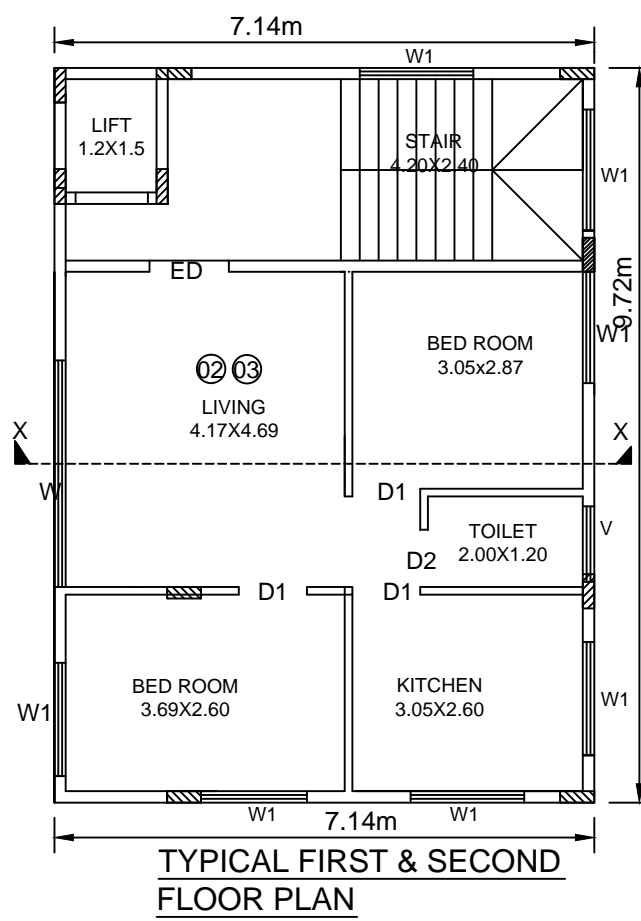 7.14m
W1
LIFT
1.2X1.5
STAIR
4.20X2.40
W1
ED
9.72m
W1
BED ROOM
3.05x2.87
02 03
LIVING
4.17X4.69
X
X
W
D1
TOILET
2.00X1.20
V
D2
D1
D1
BED ROOM
3.69X2.60
KITCHEN
3.05X2.60
W1
W1
W1
W1
7.14m
TYPICAL FIRST & SECOND
FLOOR PLAN